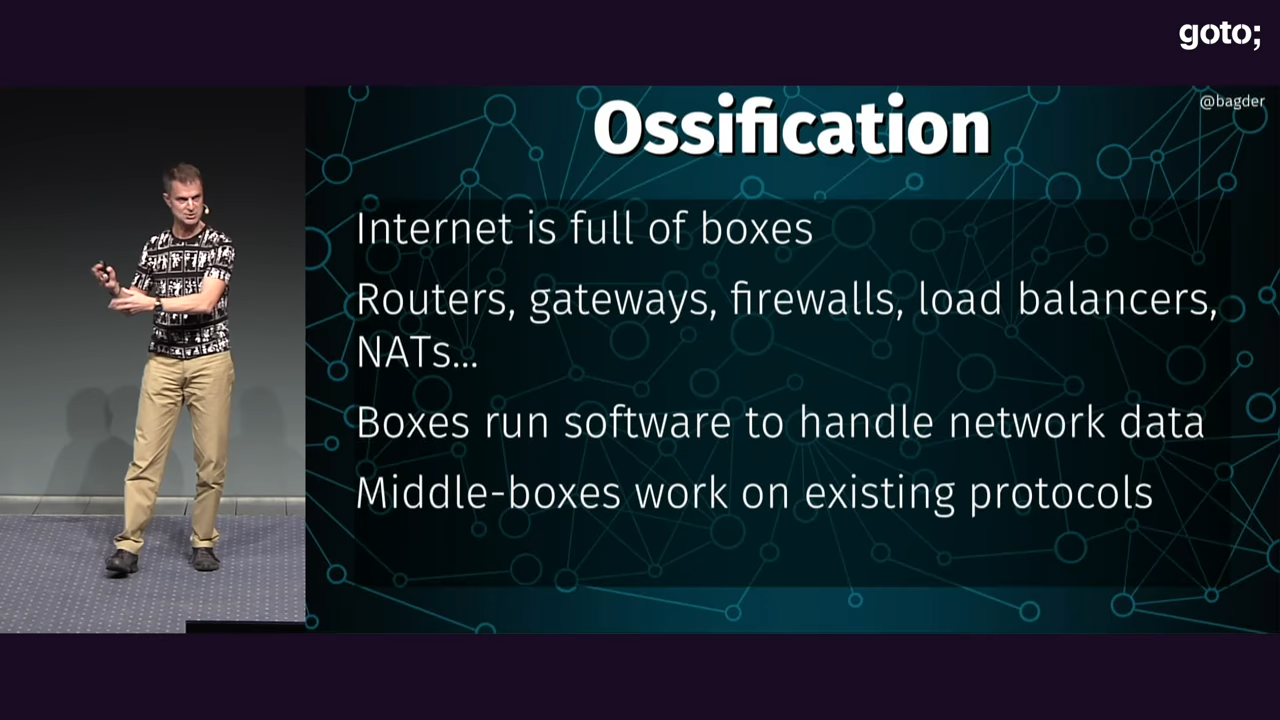 goto;
@bagder
Ossification
Internet is full of boxes
Routers, gateways, firewalls, load balancers,
NATs...
Boxes run software to handle network data
Middle-boxes work on existing protocols